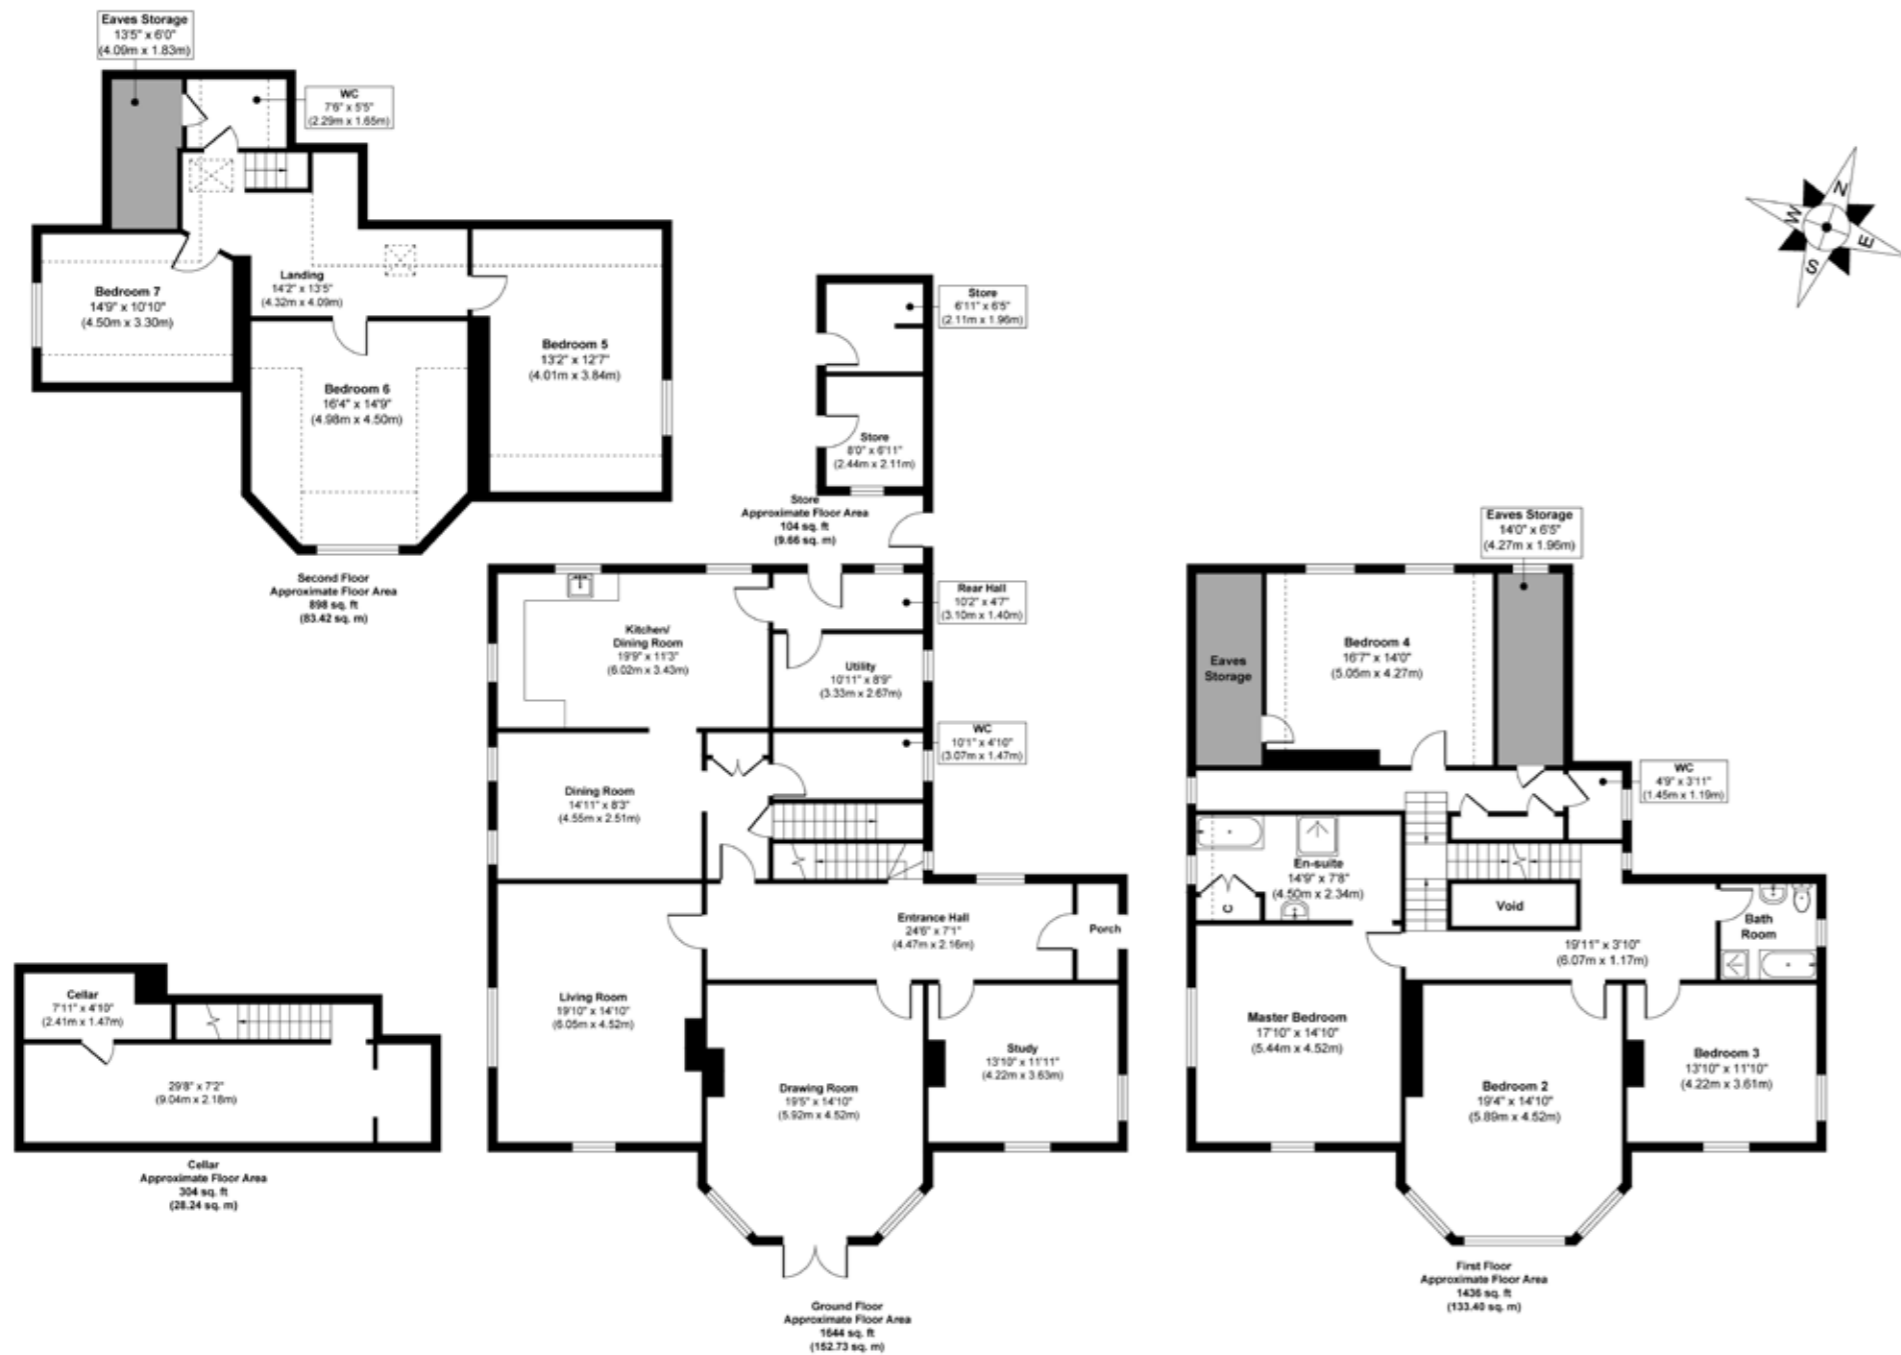 Eaves Storage
13'5" x 6'0"
(4.09m x 1.83m)
WC
7'6" x 5'5"
(2.29m x 1.65m)
Landing
14'2" x 13'5"
(4.32m x 4.09m)
Bedroom 7
14'9" x 10'10"
(4.50m x 3.30m)
Bedroom 5
13'2" x 12'7"
(4.01m x 3.84m)
Bedroom 6
16'4" x 14'9"
(4.98m x 4.50m)
Second Floor
Approximate Floor Area
898 sq. ft
(83.42 sq. m)
N
W
E
S
Store
6'11" x 6'5"
(2.11m x 1.96m)
Store
8'0" x 6'11"
(2.44m x 2.11m)
Store
Approximate Floor Area
104 sq. ft
(9.66 sq. m)
Kitchen/
Dining Room
19'9" x 11'3"
(6.02m x 3.43m)
Rear Hall
10'2" x 4'7"
(3.10m x 1.40m)
Utility
10'11" x 8'9"
(3.33m x 2.67m)
WC
10'1" x 4'10"
(3.07m x 1.47m)
Dining Room
14'11" x 8'3"
(4.55m x 2.51m)
Entrance Hall
24'6" x 7'1"
(4.47m x 2.16m)
Porch
Living Room
19'10" x 14'10"
(6.05m x 4.52m)
Drawing Room
19'5" x 14'10"
(5.92m x 4.52m)
Study
13'10" x 11'11"
(4.22m x 3.63m)
Ground Floor
Approximate Floor Area
1644 sq. ft
(152.73 sq. m)
Cellar
7'11" x 4'10"
(2.41m x 1.47m)
29'8" x 7'2"
(9.04m x 2.18m)
Cellar
Approximate Floor Area
304 sq. ft
(28.24 sq. m)
Eaves Storage
14'0" x 6'5"
(4.27m x 1.96m)
Eaves
Storage
Bedroom 4
16'7" x 14'0"
(5.05m x 4.27m)
WC
4'9" x 3'11"
(1.45m x 1.19m)
En-suite
14'9" x 7'8"
(4.50m x 2.34m)
C
Void
Bath
Room
19'11" x 3'10"
(6.07m x 1.17m)
Master Bedroom
17'10" x 14'10"
(5.44m x 4.52m)
Bedroom 2
19'4" x 14'10"
(5.89m x 4.52m)
Bedroom 3
13'10" x 11'10"
(4.22m x 3.61m)
First Floor
Approximate Floor Area
1436 sq. ft
(133.40 sq. m)